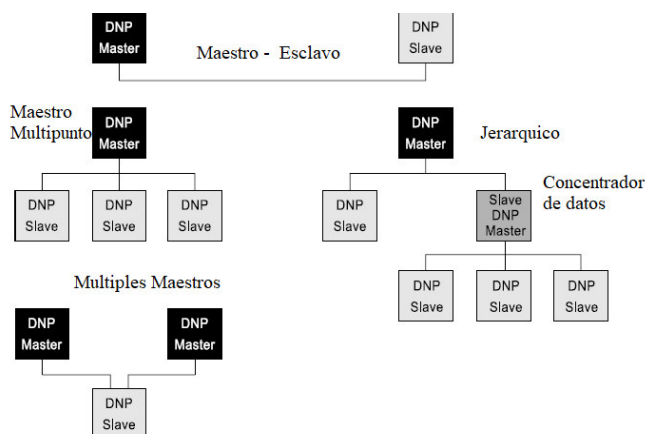 DNP
Master
Maestro - Esclavo
DNP
Slave
Maestro
Multipunto
DNP
Master
DNP
Slave
DNP
Slave
DNP
Slave
DNP
Master
Jerarquico
DNP
Slave
Slave
DNP
Master
Concentrador
de datos
DNP
Slave
DNP
Slave
DNP
Slave
Multiples Maestros
DNP
Master
DNP
Master
DNP
Slave